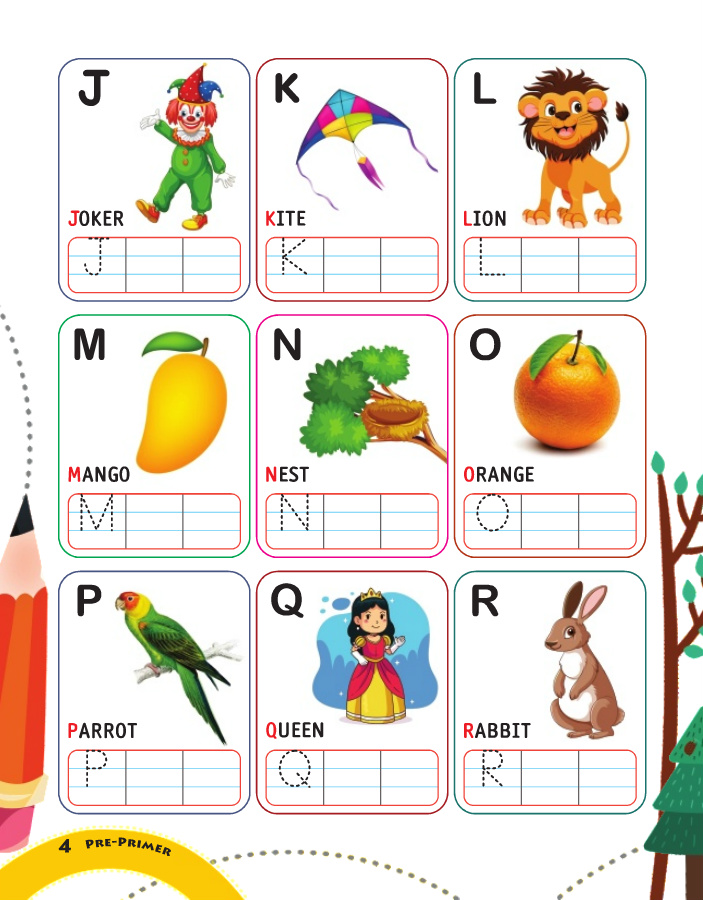 J
JOKER
J
K
KITE
K
L
LION
L
M
MANGO
M
N
NEST
N
O
ORANGE
O
P
PARROT
P
Q
QUEEN
Q
R
RABBIT
R
4 PRE-PRIMER